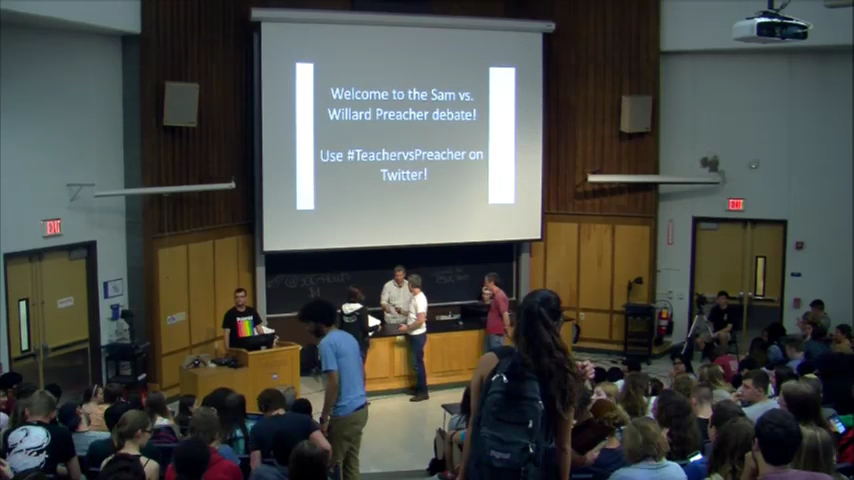 Welcome to the Sam vs.
Willard Preacher debate!
Use #TeachervsPreacher on
Twitter!
EXIT
EXIT